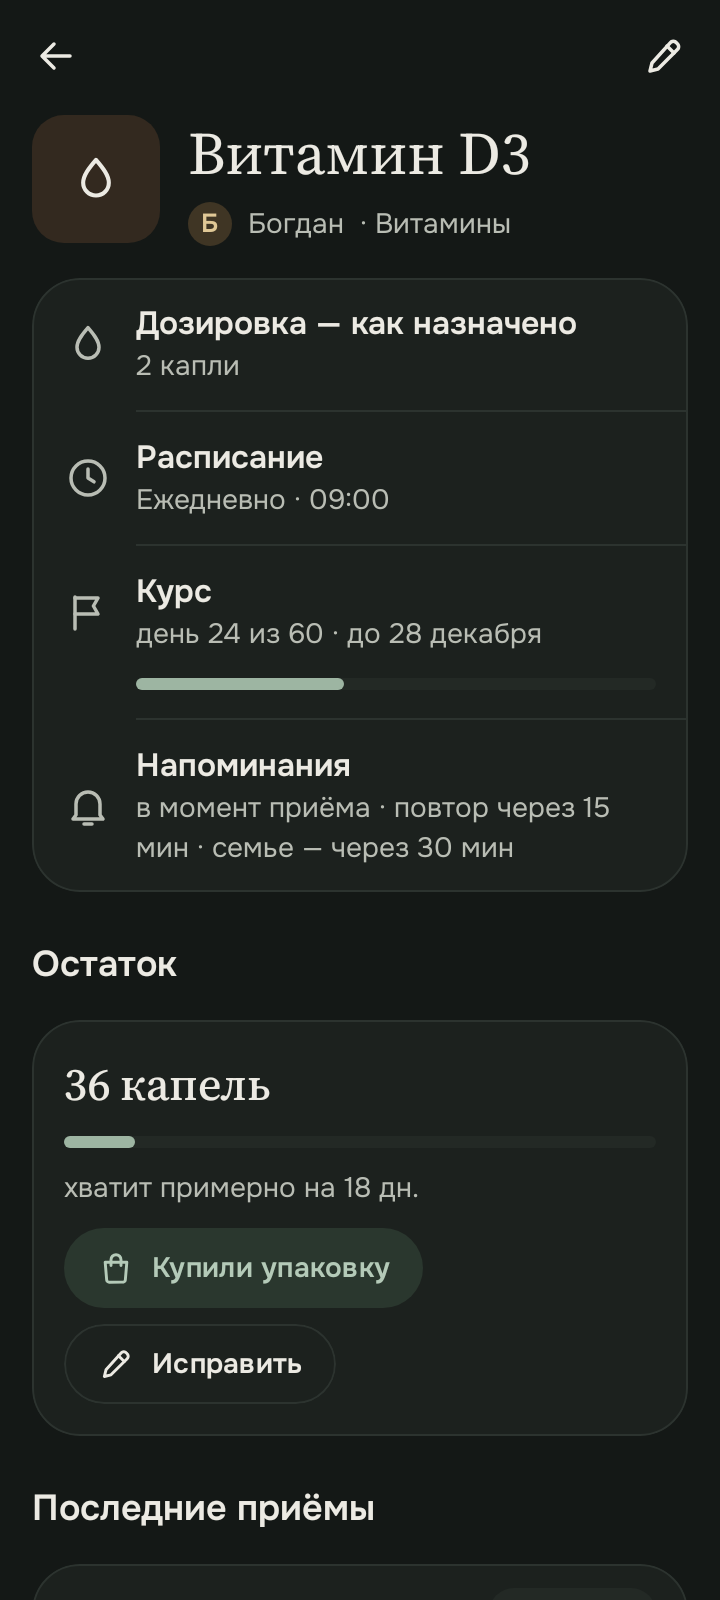 Витамин D3
Б Богдан · Витамины
Дозировка — как назначено
2 капли
Расписание
Ежедневно · 09:00
Курс
день 24 из 60 · до 28 декабря
Напоминания
в момент приёма · повтор через 15
мин · семье — через 30 мин
Остаток
36 капель
хватит примерно на 18 дн.
Купили упаковку
Исправить
Последние приёмы